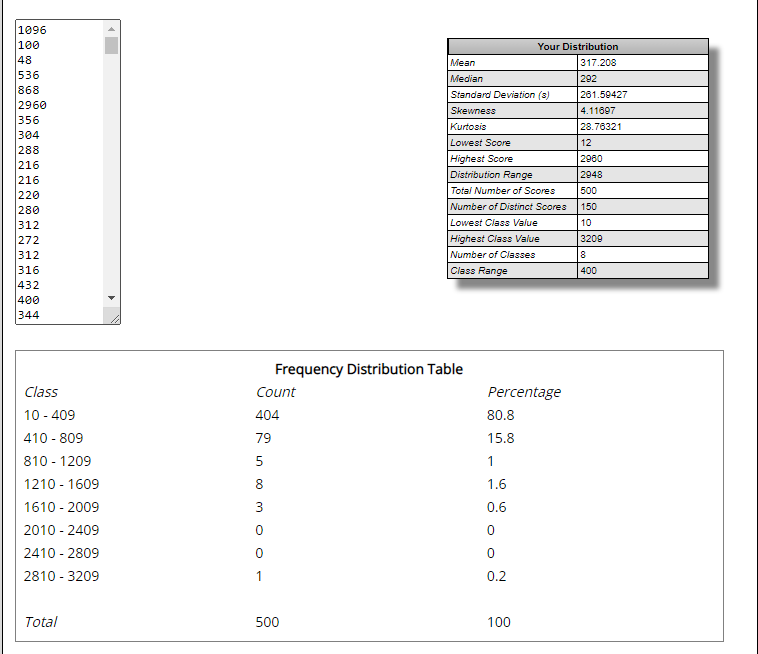 1096
100
48
536
868
2960
356
304
288
216
216
220
280
312
272
312
316
432
400
344
Your Distribution
Mean 317.208
Median 292
Standard Deviation (s) 261.59427
Skewness 4.11697
Kurtosis 28.76321
Lowest Score 12
Highest Score 2960
Distribution Range 2948
Total Number of Scores 500
Number of Distinct Scores 150
Lowest Class Value 10
Highest Class Value 3209
Number of Classes 8
Class Range 400
Frequency Distribution Table
Class Count Percentage
10 - 409 404 80.8
410 - 809 79 15.8
810 - 1209 5 1
1210 - 1609 8 1.6
1610 - 2009 3 0.6
2010 - 2409 0 0
2410 - 2809 0 0
2810 - 3209 1 0.2
Total 500 100